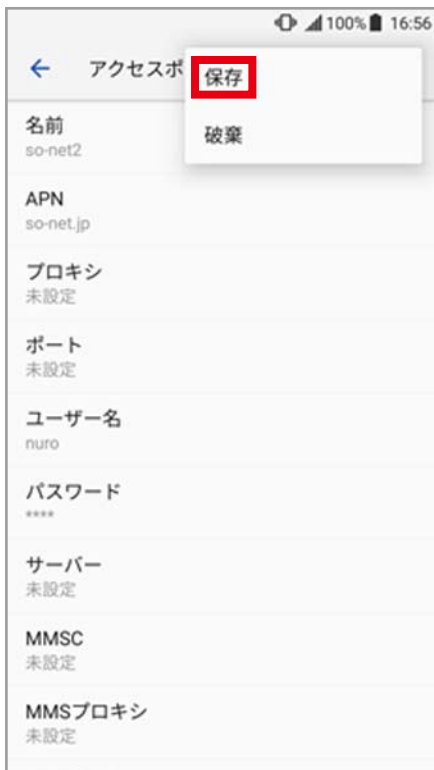 100% 16:56
アクセスポ
保存
破棄
名前
so-net2
APN
so-net.jp
プロキシ
未設定
ポート
未設定
ユーザー名
nuro
パスワード
****
サーバー
未設定
MMSC
未設定
MMSプロキシ
未設定